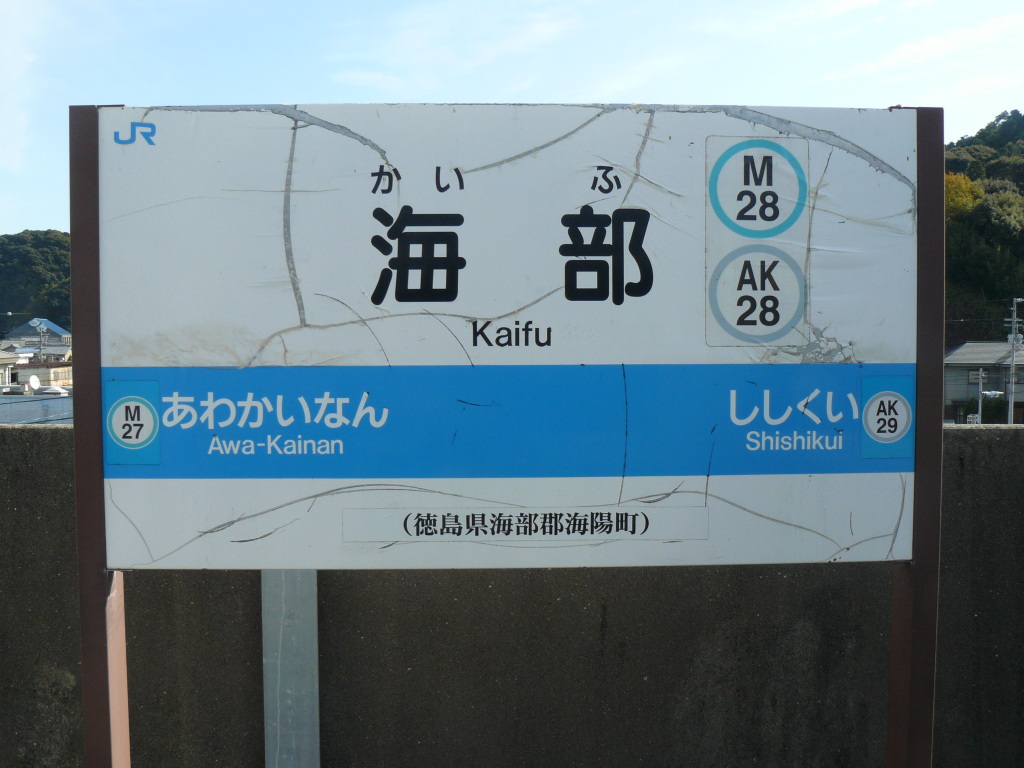 JR
かい ふ
海部
Kaifu
M
28
AK
28
M
27
あわかいなん
Awa-Kainan
ししくい
Shishikui
AK
29
(徳島県海部郡海陽町)